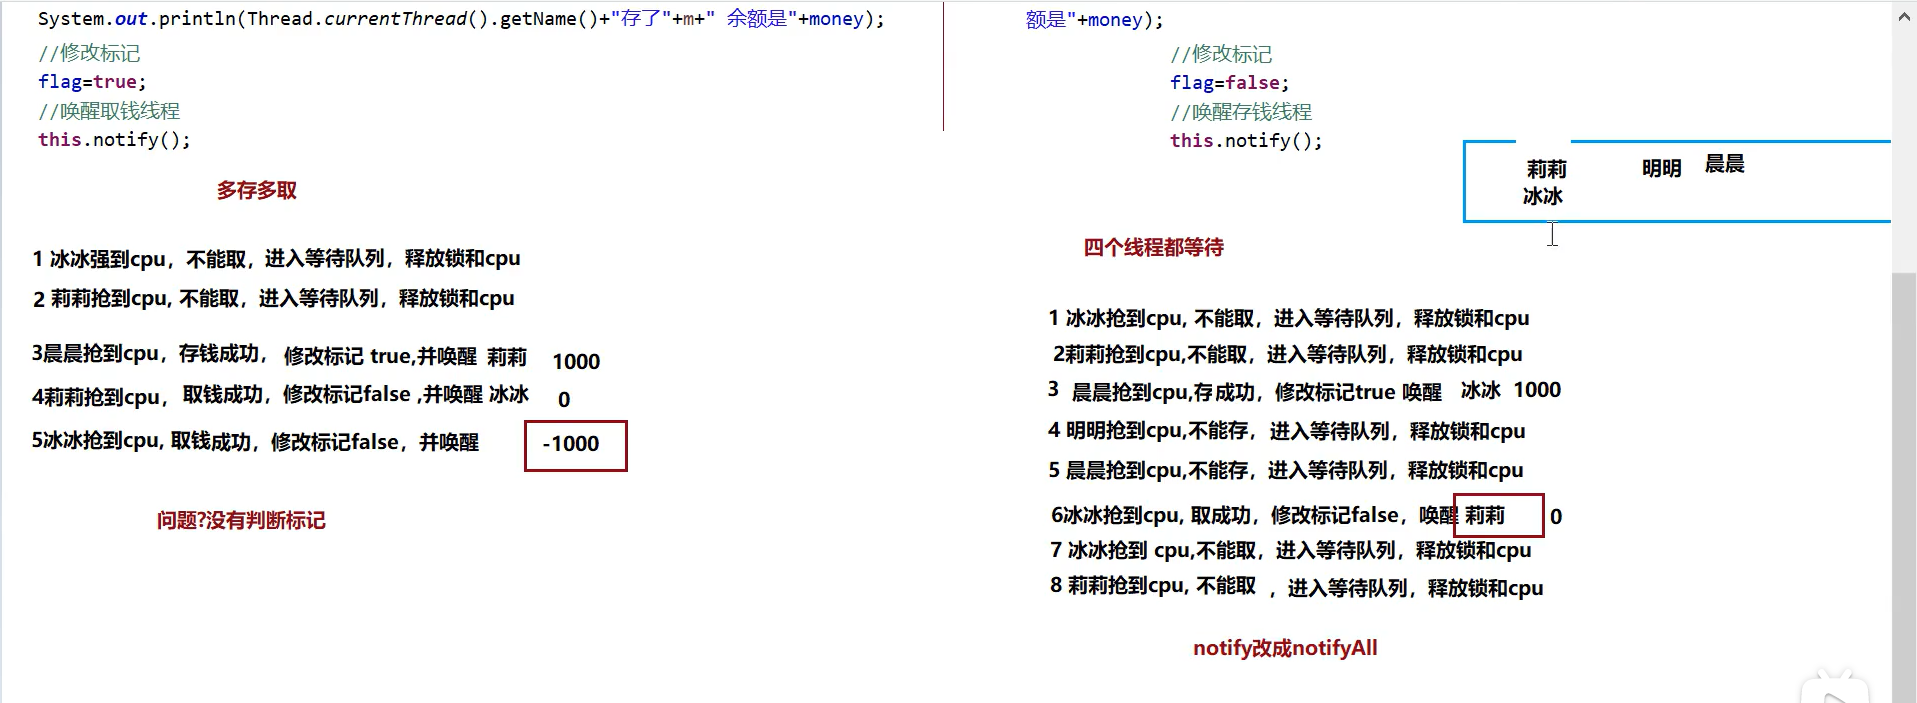 System.out.println(Thread.currentThread().getName()+"存了"+m+" 余额是"+money);
//修改标记
flag=true;
//唤醒取钱线程
this.notify();
多存多取
1 冰冰强到cpu，不能取，进入等待队列，释放锁和cpu
2 莉莉抢到cpu, 不能取，进入等待队列，释放锁和cpu
3晨晨抢到cpu，存钱成功， 修改标记 true,并唤醒 莉莉 1000
4莉莉抢到cpu， 取钱成功，修改标记false ,并唤醒 冰冰 0
5冰冰抢到cpu, 取钱成功，修改标记false，并唤醒 -1000
问题?没有判断标记
额是"+money);
//修改标记
flag=false;
//唤醒存钱线程
this.notify();
莉莉 明明 晨晨
冰冰
四个线程都等待
1 冰冰抢到cpu, 不能取，进入等待队列，释放锁和cpu
2莉莉抢到cpu,不能取，进入等待队列，释放锁和cpu
3 晨晨抢到cpu,存成功，修改标记true 唤醒 冰冰 1000
4 明明抢到cpu,不能存，进入等待队列，释放锁和cpu
5 晨晨抢到cpu,不能存，进入等待队列，释放锁和cpu
6冰冰抢到cpu, 取成功，修改标记false，唤醒 莉莉 0
7 冰冰抢到 cpu,不能取，进入等待队列，释放锁和cpu
8 莉莉抢到cpu, 不能取 ，进入等待队列，释放锁和cpu
notify改成notifyAll